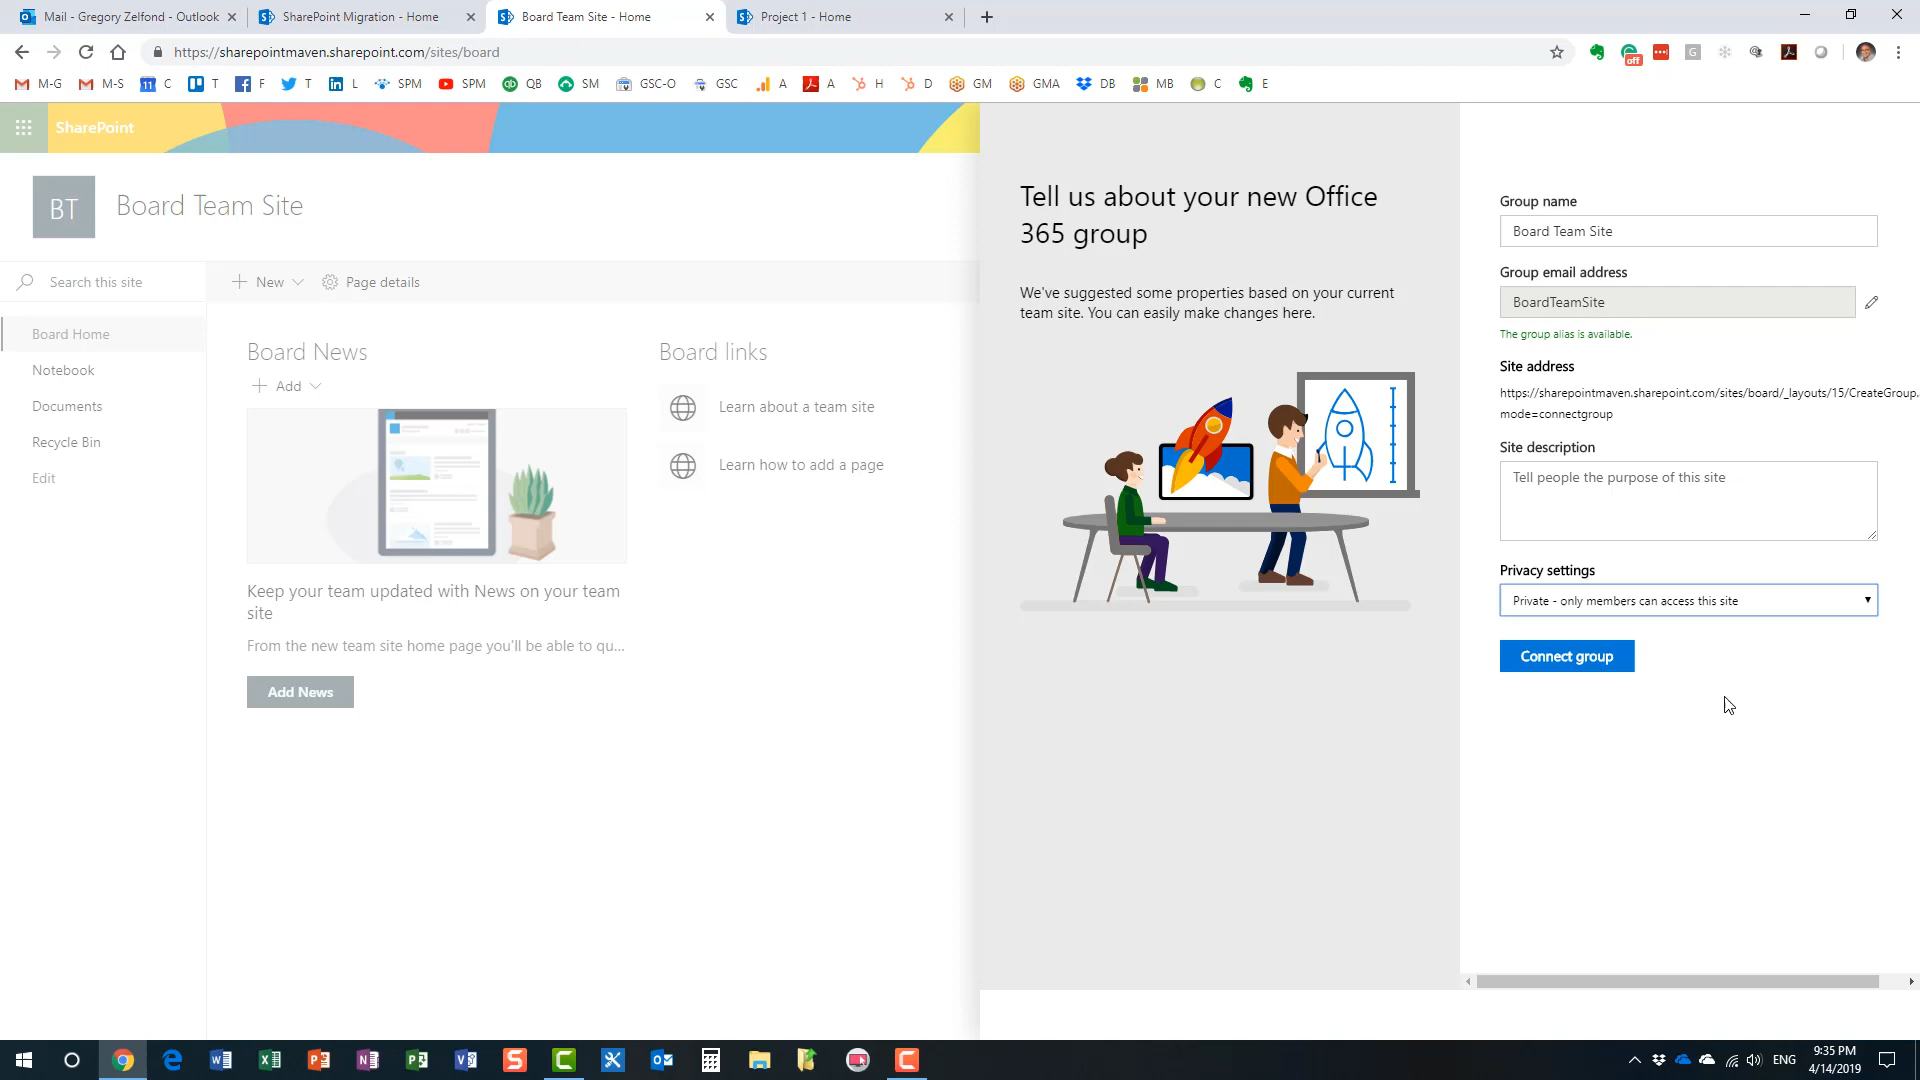 Mail - Gregory Zelfond - Outlook
SharePoint Migration - Home
Board Team Site - Home
Project 1 - Home
https://sharepointmaven.sharepoint.com/sites/board
off
G
M-G
M-S
11
C
T
F
T
L
SPM
SPM
QB
SM
GSC-O
GSC
A
A
H
D
GM
GMA
DB
MB
C
E
SharePoint
BT
Board Team Site
Search this site
New
Page details
Board Home
Notebook
Documents
Recycle Bin
Edit
Board News
Add
Keep your team updated with News on your team
site
From the new team site home page you'll be able to qu...
Add News
Board links
Learn about a team site
Learn how to add a page
Tell us about your new Office
365 group
We've suggested some properties based on your current
team site. You can easily make changes here.
Group name
Board Team Site
Group email address
BoardTeamSite
The group alias is available.
Site address
https://sharepointmaven.sharepoint.com/sites/board/_layouts/15/CreateGroup.
mode=connectgroup
Site description
Tell people the purpose of this site
Privacy settings
Private - only members can access this site
Connect group
ENG
9:35 PM
4/14/2019